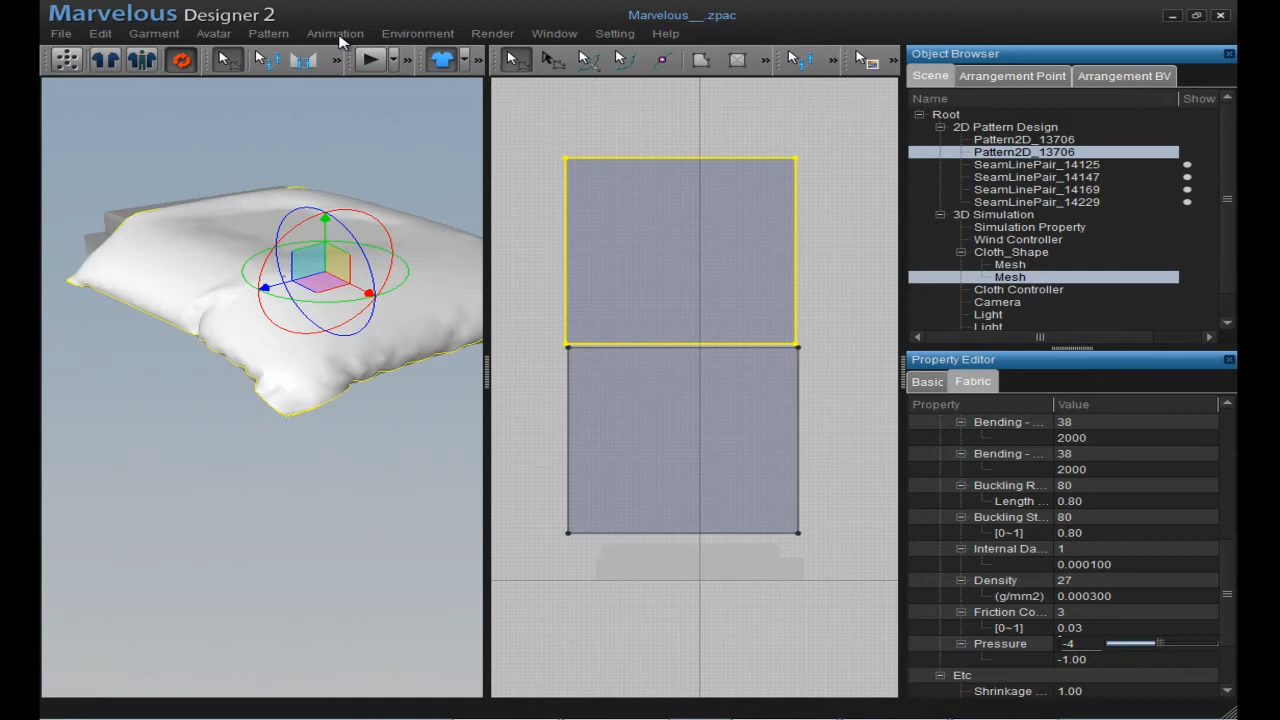 Marvelous Designer 2
Marvelous__.zpac
File Edit Garment Avatar Pattern Animation Environment Render Window Setting Help
Object Browser
Scene Arrangement Point Arrangement BV
Name Show
Root
2D Pattern Design
Pattern2D_13706
Pattern2D_13706
SeamLinePair_14125
SeamLinePair_14147
SeamLinePair_14169
SeamLinePair_14229
3D Simulation
Simulation Property
Wind Controller
Cloth_Shape
Mesh
Mesh
Cloth Controller
Camera
Light
Light
Property Editor
Basic Fabric
Property Value
Bending - ... 38
2000
Bending - ... 38
2000
Buckling R... 80
Length ... 0.80
Buckling St... 80
[0~1] 0.80
Internal Da... 1
0.000100
Density 27
(g/mm2) 0.000300
Friction Co... 3
[0~1] 0.03
Pressure -4
-1.00
Etc
Shrinkage ... 1.00